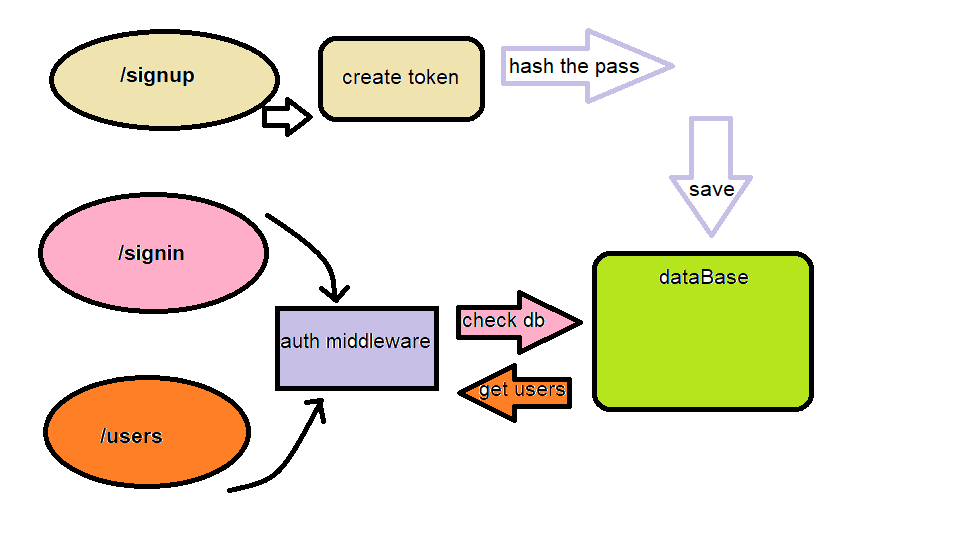 /signup
create token
hash the pass
save
/signin
dataBase
auth middleware
check db
get users
/users